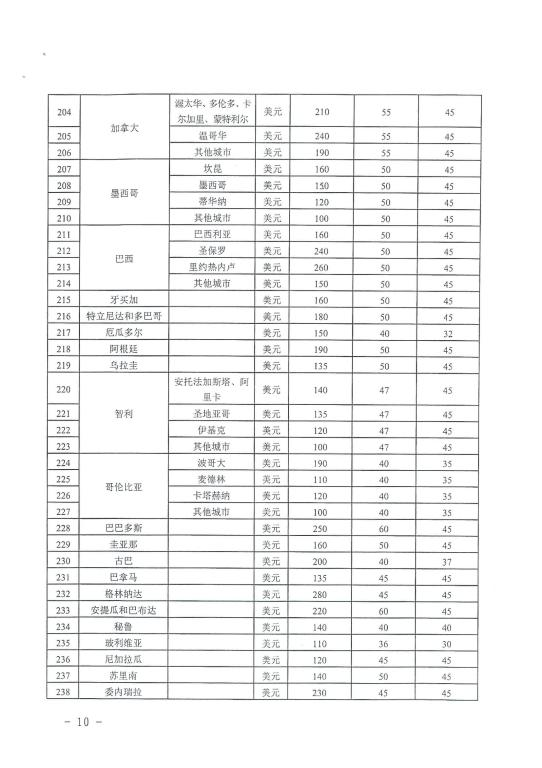 204 加拿大 渥太华、多伦多、卡尔加里、蒙特利尔 美元 210 55 45
205 温哥华 美元 240 55 45
206 其他城市 美元 190 55 45
207 墨西哥 坎昆 美元 160 50 45
208 墨西哥 美元 150 50 45
209 蒂华纳 美元 120 50 45
210 其他城市 美元 100 50 45
211 巴西 巴西利亚 美元 160 50 45
212 圣保罗 美元 240 50 45
213 里约热内卢 美元 260 50 45
214 其他城市 美元 150 50 45
215 牙买加 美元 160 50 45
216 特立尼达和多巴哥 美元 180 50 45
217 厄瓜多尔 美元 150 40 32
218 阿根廷 美元 190 50 45
219 乌拉圭 美元 135 50 45
220 智利 安托法加斯塔、阿里卡 美元 140 47 45
221 圣地亚哥 美元 135 47 45
222 伊基克 美元 120 47 45
223 其他城市 美元 100 47 45
224 哥伦比亚 波哥大 美元 190 40 35
225 麦德林 美元 110 40 35
226 卡塔赫纳 美元 120 40 35
227 其他城市 美元 100 40 35
228 巴巴多斯 美元 250 60 45
229 圭亚那 美元 160 50 45
230 古巴 美元 200 40 37
231 巴拿马 美元 135 45 45
232 格林纳达 美元 280 45 45
233 安提瓜和巴布达 美元 220 60 45
234 秘鲁 美元 140 40 40
235 玻利维亚 美元 110 36 30
236 尼加拉瓜 美元 120 45 45
237 苏里南 美元 140 50 45
238 委内瑞拉 美元 230 45 45
- 10 -